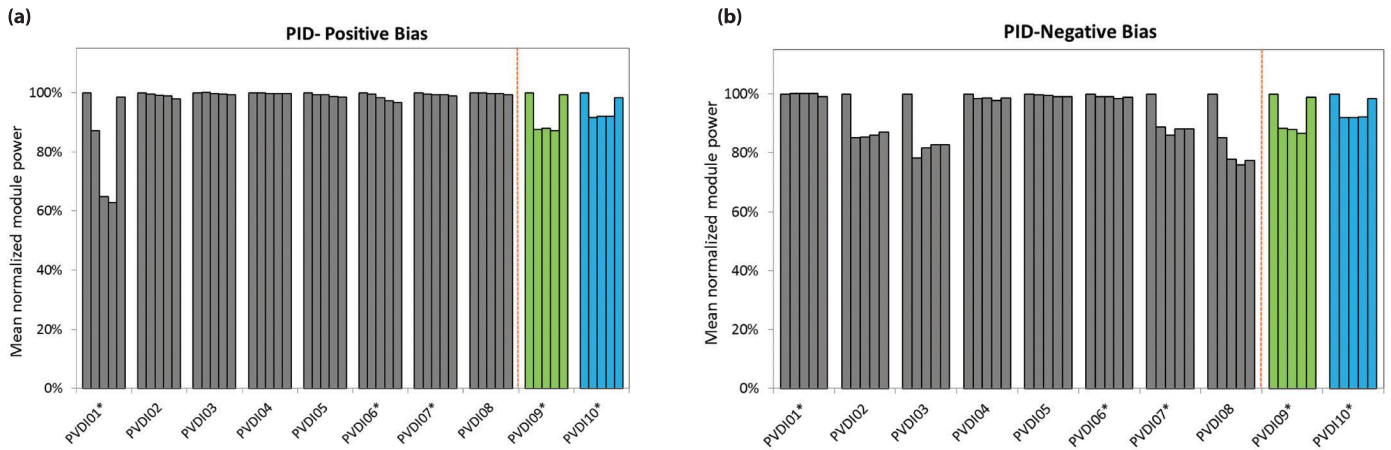 (a)
PID- Positive Bias
Mean normalized module power
100%
80%
60%
40%
20%
0%
PVDI01*
PVDI02
PVDI03
PVDI04
PVDI05
PVDI06*
PVDI07*
PVDI08
PVDI09*
PVDI10*
(b)
PID-Negative Bias
Mean normalized module power
100%
80%
60%
40%
20%
0%
PVDI01*
PVDI02
PVDI03
PVDI04
PVDI05
PVDI06*
PVDI07*
PVDI08
PVDI09*
PVDI10*